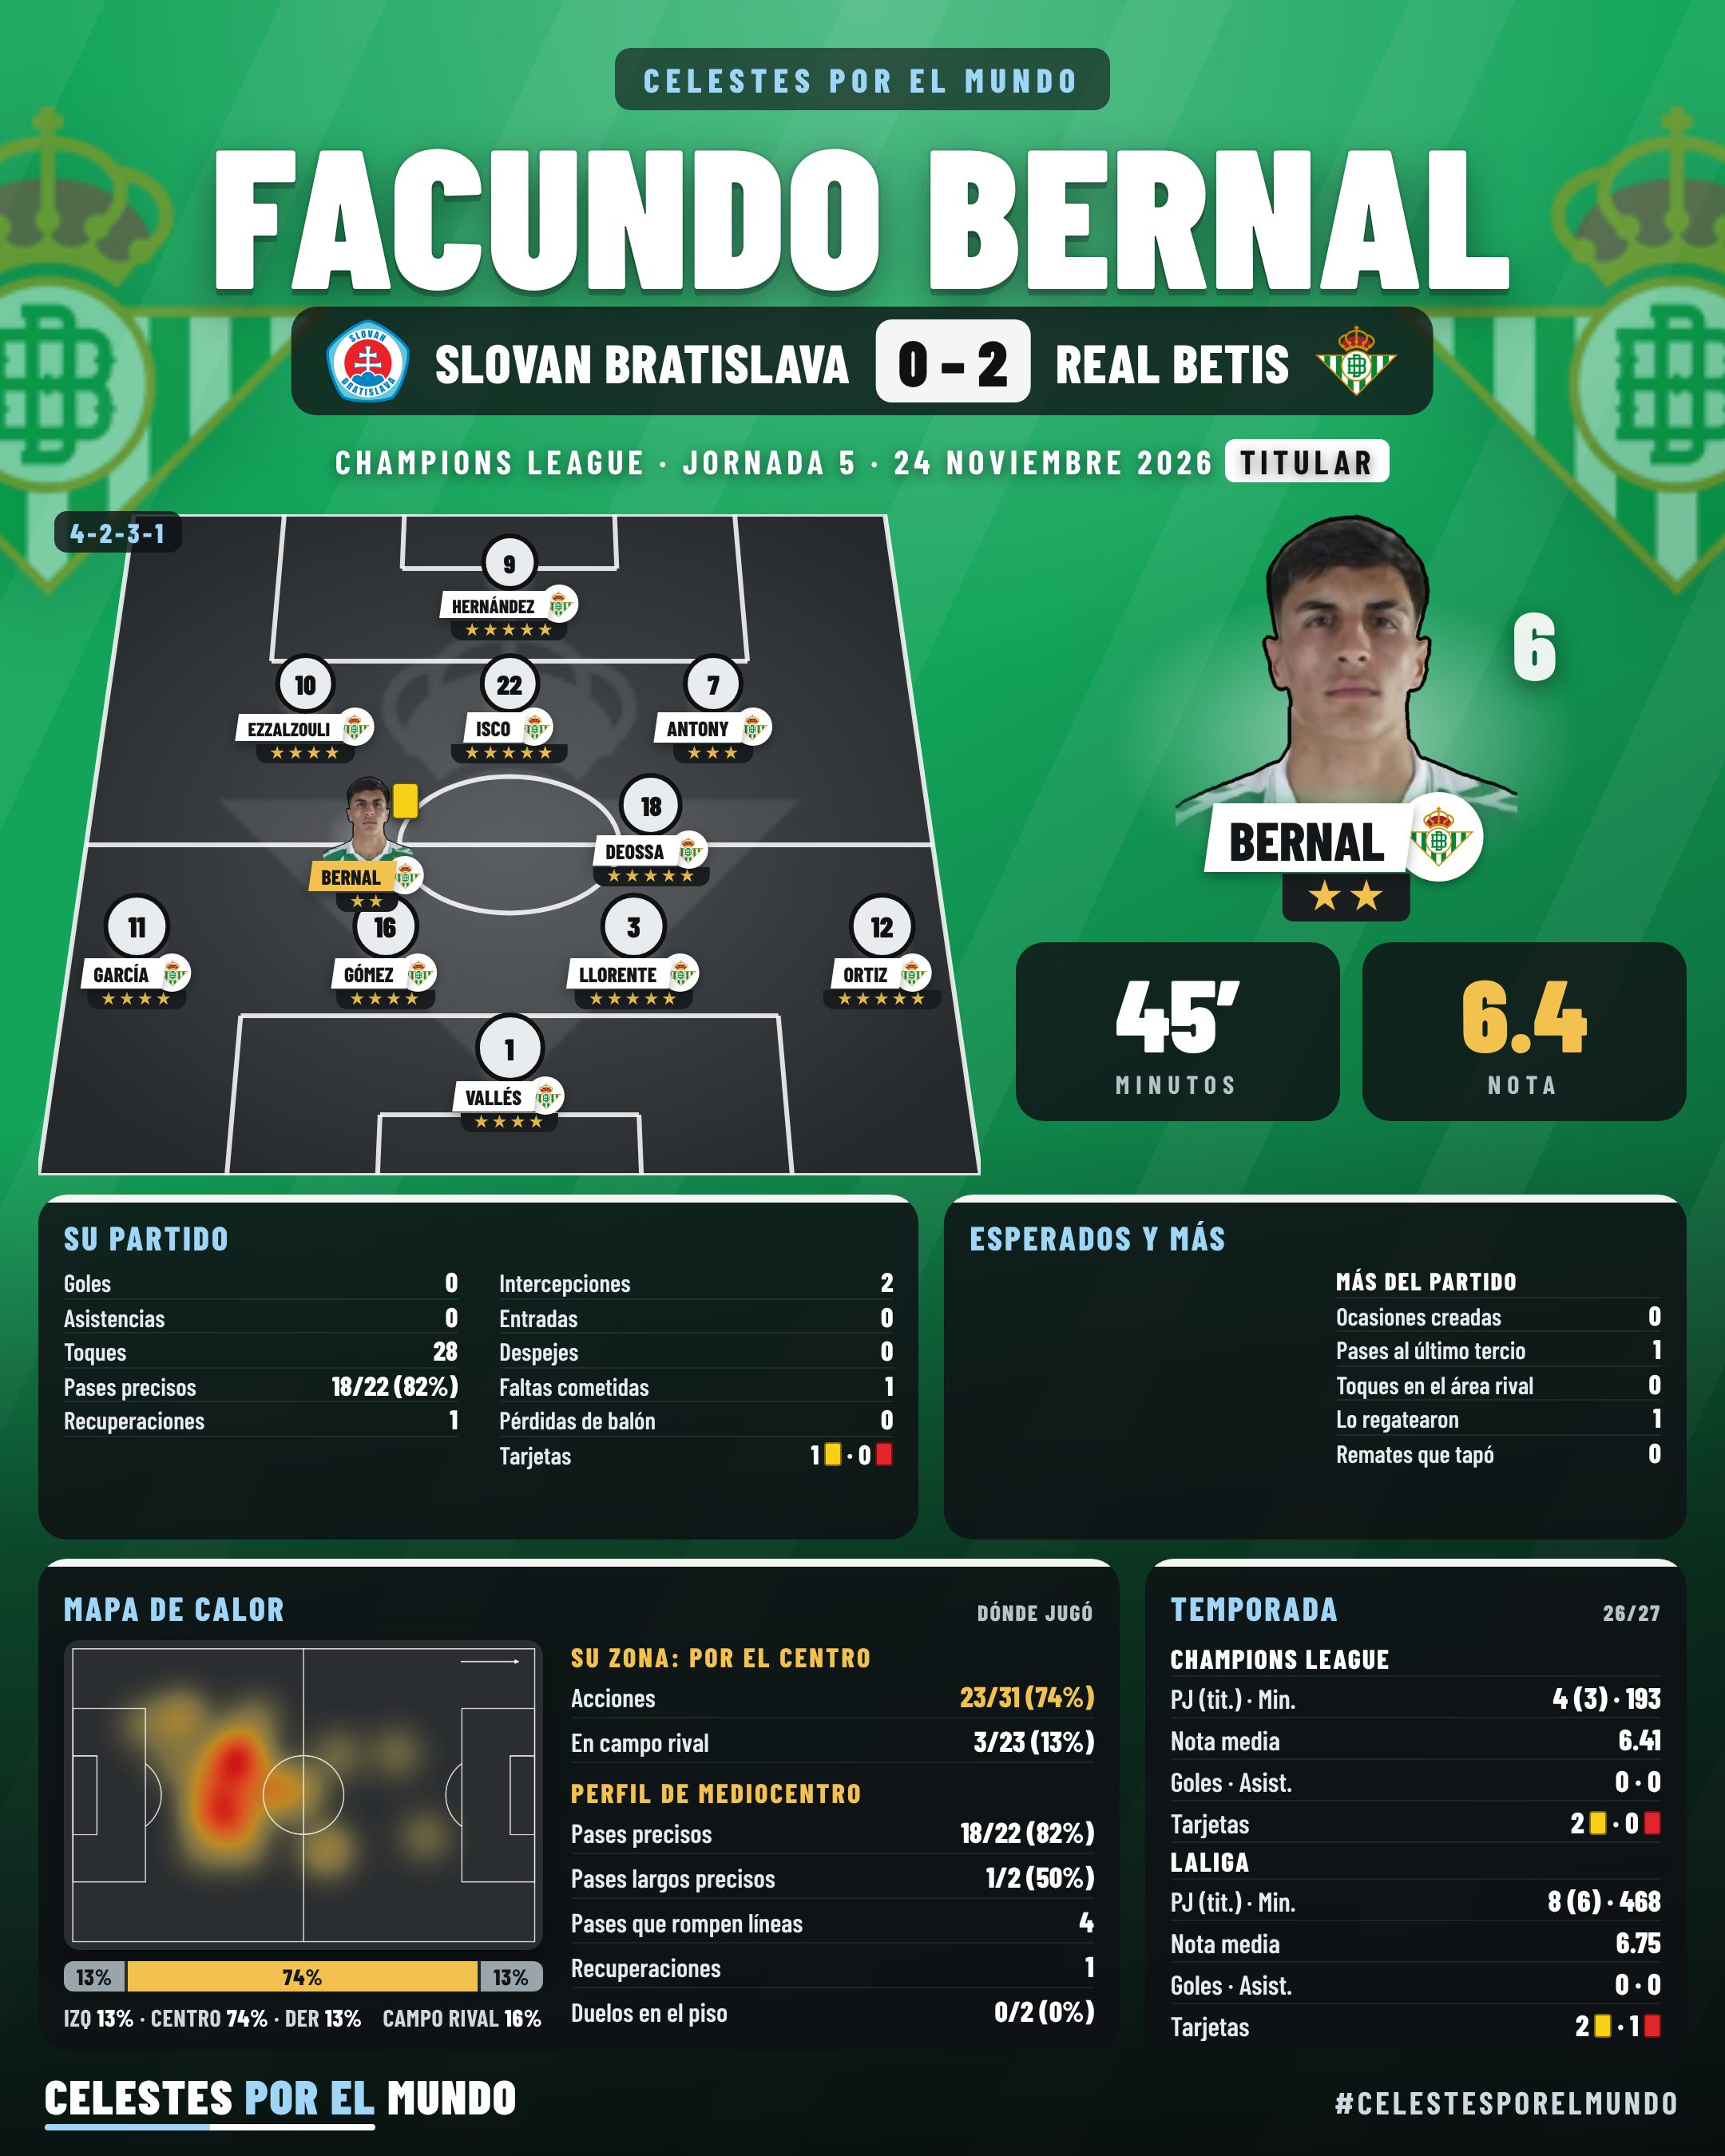 CELESTES POR EL MUNDO
FACUNDO BERNAL
SLOVAN BRATISLAVA 0 - 2 REAL BETIS
SLOVAN
BRATISLAVA
CHAMPIONS LEAGUE · JORNADA 5 · 24 NOVIEMBRE 2026 TITULAR
4-2-3-1
9
HERNÁNDEZ
10
EZZALZOULI
22
ISCO
7
ANTONY
BERNAL
18
DEOSSA
11
GARCÍA
16
GÓMEZ
3
LLORENTE
12
ORTIZ
1
VALLÉS
6
BERNAL
45'
MINUTOS
6.4
NOTA
SU PARTIDO
Goles 0
Asistencias 0
Toques 28
Pases precisos 18/22 (82%)
Recuperaciones 1
Intercepciones 2
Entradas 0
Despejes 0
Faltas cometidas 1
Pérdidas de balón 0
Tarjetas 1 · 0
ESPERADOS Y MÁS
MÁS DEL PARTIDO
Ocasiones creadas 0
Pases al último tercio 1
Toques en el área rival 0
Lo regatearon 1
Remates que tapó 0
MAPA DE CALOR
DÓNDE JUGÓ
13% 74% 13%
IZQ 13% · CENTRO 74% · DER 13% CAMPO RIVAL 16%
SU ZONA: POR EL CENTRO
Acciones 23/31 (74%)
En campo rival 3/23 (13%)
PERFIL DE MEDIOCENTRO
Pases precisos 18/22 (82%)
Pases largos precisos 1/2 (50%)
Pases que rompen líneas 4
Recuperaciones 1
Duelos en el piso 0/2 (0%)
TEMPORADA 26/27
CHAMPIONS LEAGUE
PJ (tit.) · Min. 4 (3) · 193
Nota media 6.41
Goles · Asist. 0 · 0
Tarjetas 2 · 0
LALIGA
PJ (tit.) · Min. 8 (6) · 468
Nota media 6.75
Goles · Asist. 0 · 0
Tarjetas 2 · 1
CELESTES POR EL MUNDO
#CELESTESPORELMUNDO